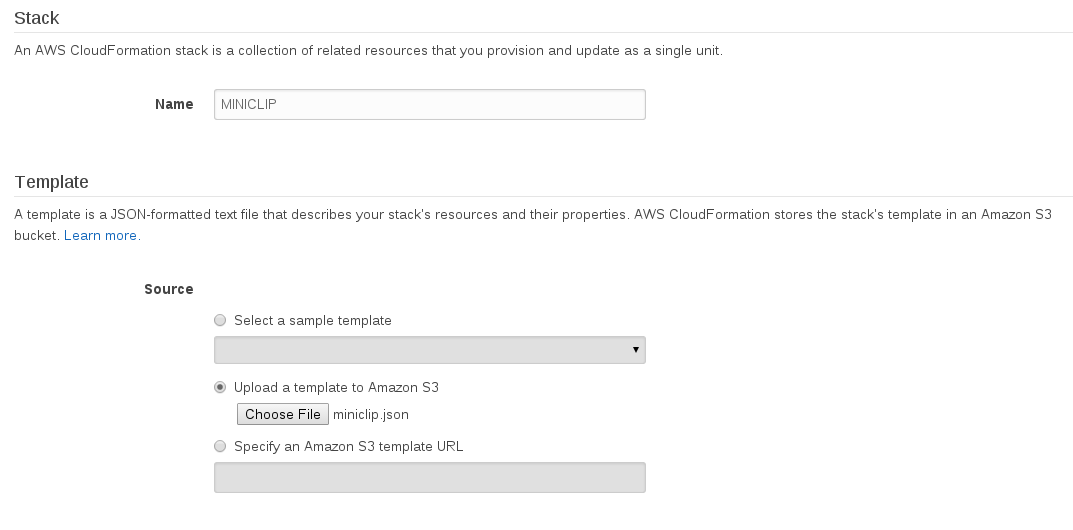 Stack
An AWS CloudFormation stack is a collection of related resources that you provision and update as a single unit.
Name
MINICLIP
Template
A template is a JSON-formatted text file that describes your stack's resources and their properties. AWS CloudFormation stores the stack's template in an Amazon S3
bucket. Learn more.
Source
Select a sample template
Upload a template to Amazon S3
Choose File miniclip.json
Specify an Amazon S3 template URL